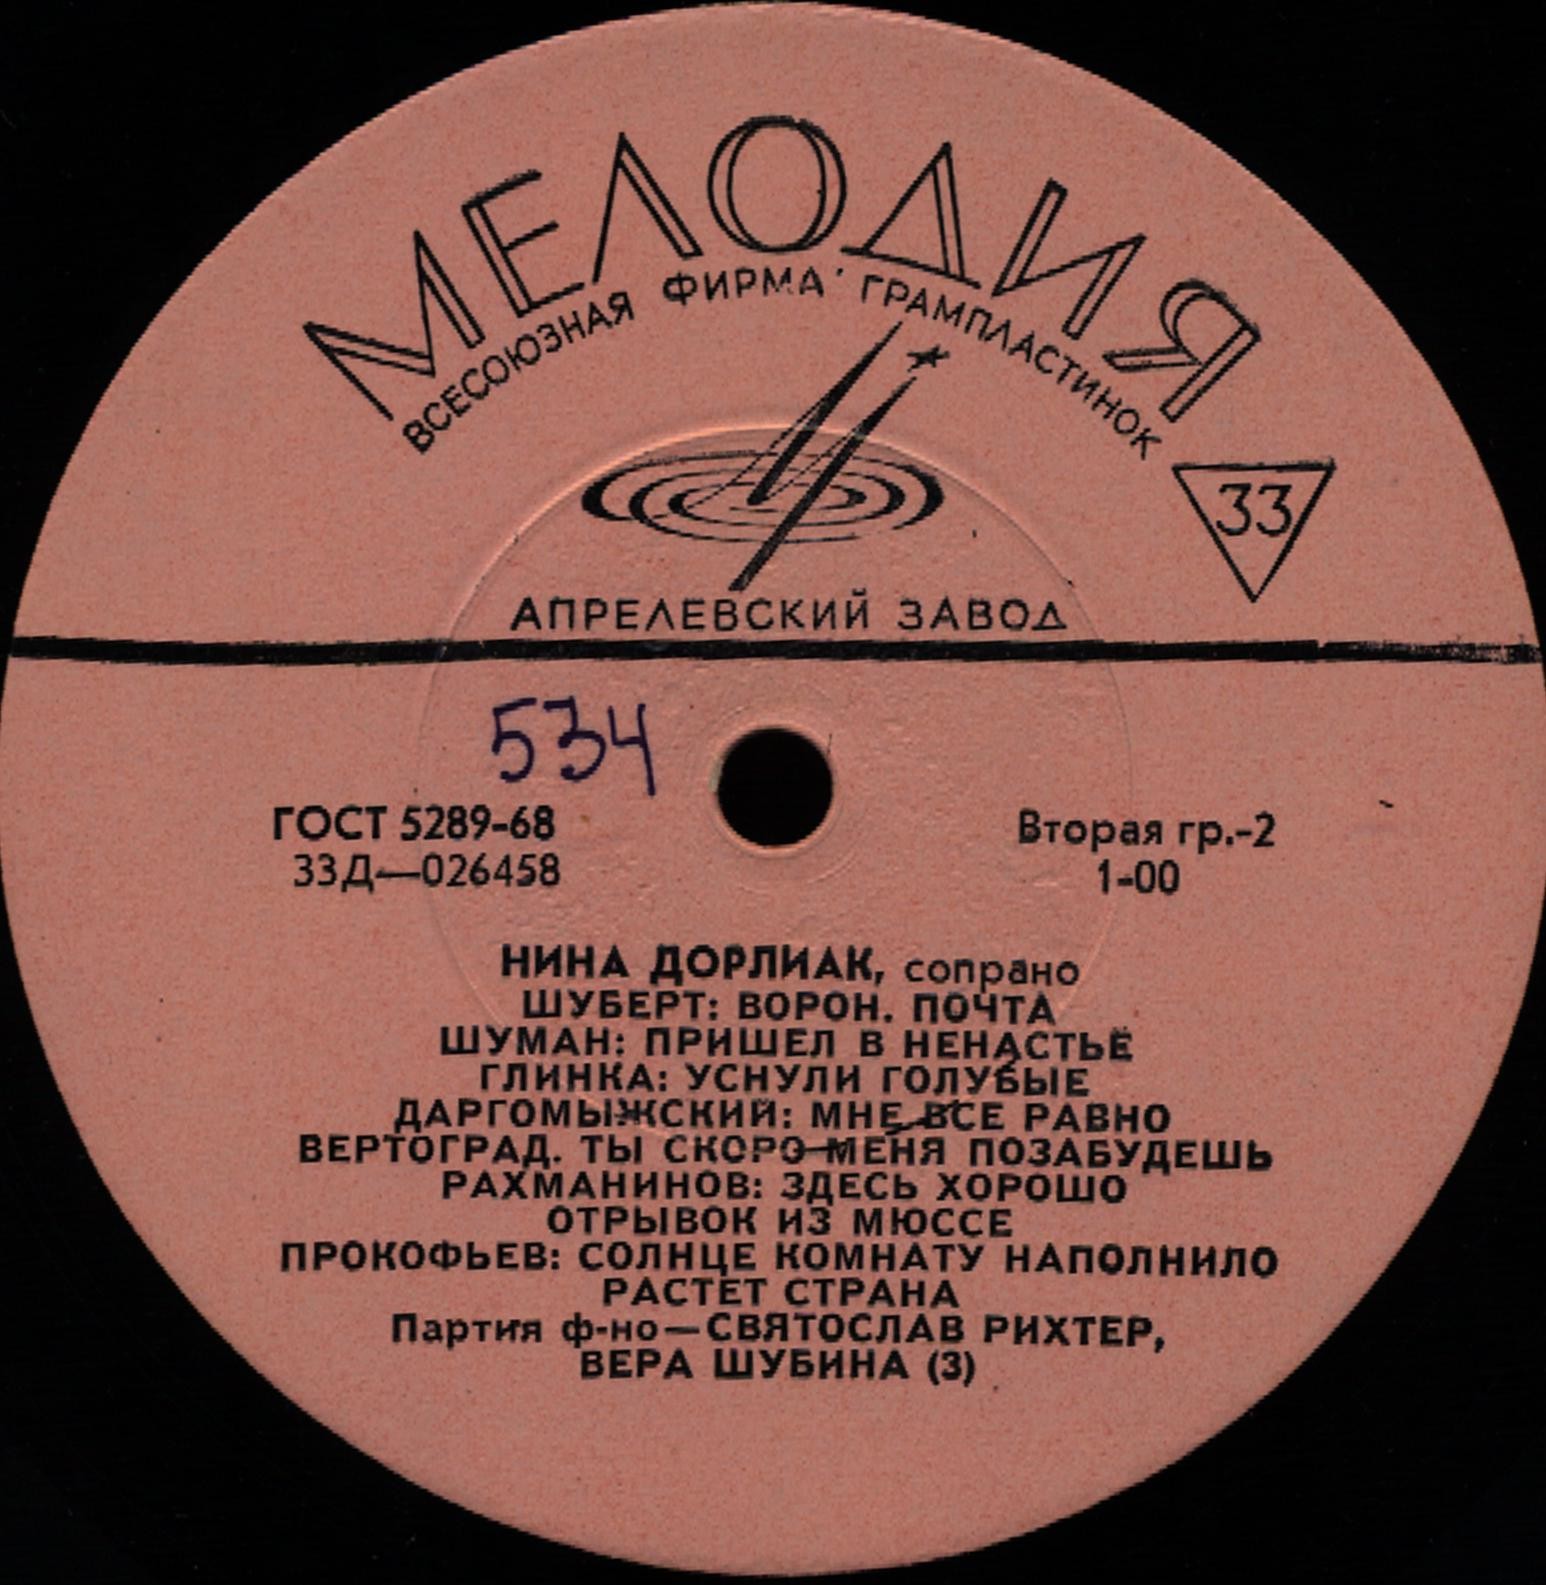 МЕЛОДИЯ
ВСЕСОЮЗНАЯ ФИРМА ГРАМПЛАСТИНОК
33
АПРЕЛЕВСКИЙ ЗАВОД
534
ГОСТ 5289-68
33Д—026458
Вторая гр.-2
1-00
НИНА ДОРЛИАК, сопрано
ШУБЕРТ: ВОРОН. ПОЧТА
ШУМАН: ПРИШЕЛ В НЕНАСТЬЕ
ГЛИНКА: УСНУЛИ ГОЛУБЫЕ
ДАРГОМЫЖСКИЙ: МНЕ ВСЕ РАВНО
ВЕРТОГРАД. ТЫ СКОРО МЕНЯ ПОЗАБУДЕШЬ
РАХМАНИНОВ: ЗДЕСЬ ХОРОШО
ОТРЫВОК ИЗ МЮССЕ
ПРОКОФЬЕВ: СОЛНЦЕ КОМНАТУ НАПОЛНИЛО
РАСТЕТ СТРАНА
Партия ф-но—СВЯТОСЛАВ РИХТЕР,
ВЕРА ШУБИНА (3)